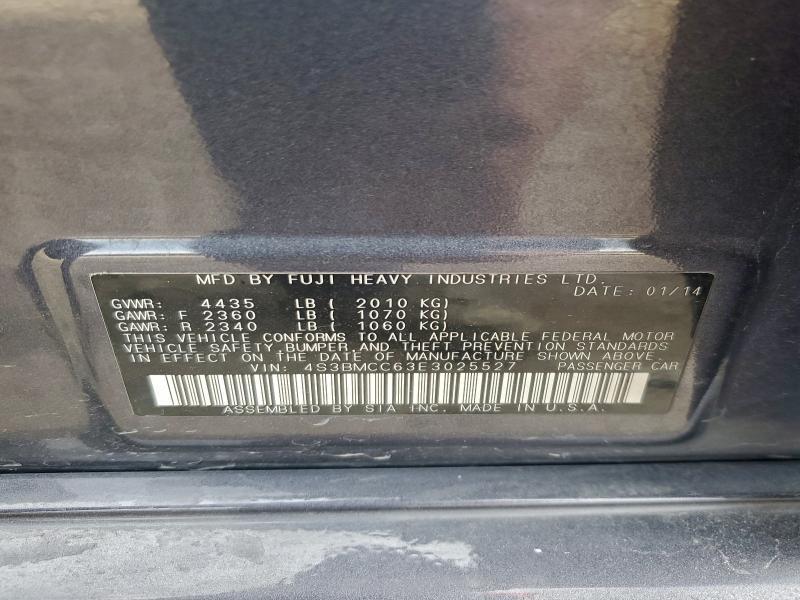 MFD.BY FUJI HEAVY INDUSTRIES LTD.
DATE: 01/14
GVWR: 4435 LB ( 2010 KG)
GAWR: F 2360 LB ( 1070 KG)
GAWR: R 2340 LB ( 1060 KG)
THIS VEHICLE CONFORMS TO ALL APPLICABLE FEDERAL MOTOR
VEHICLE SAFETY,BUMPER,AND THEFT PREVENTION STANDARDS
IN EFFECT ON THE DATE OF MANUFACTURE SHOWN ABOVE.
VIN: 4S3BMCC63E3025527 PASSENGER CAR
ASSEMBLED BY SIA INC. MADE IN U.S.A.